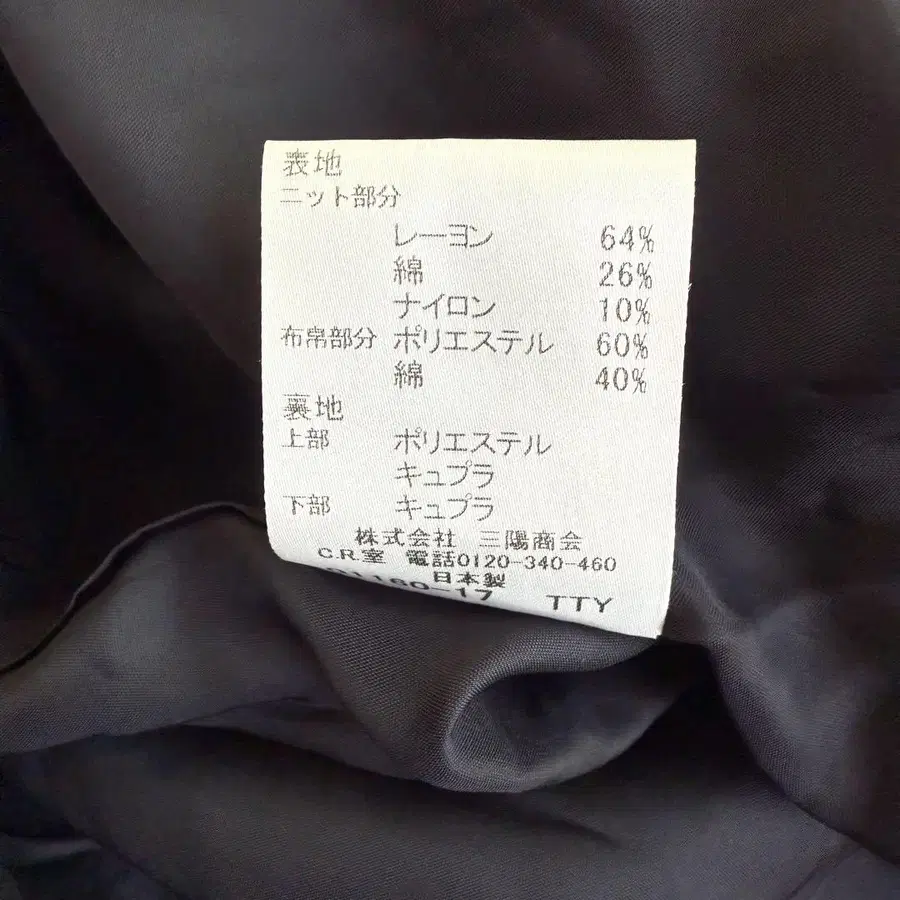 表地
ニット部分
レーヨン 64%
綿 26%
ナイロン 10%
布帛部分 ポリエステル 60%
綿 40%
裏地
上部 ポリエステル
キュプラ
下部 キュプラ
株式会社 三陽商会
C.R.室 電話0120-340-460
日本製
160-17 TTY